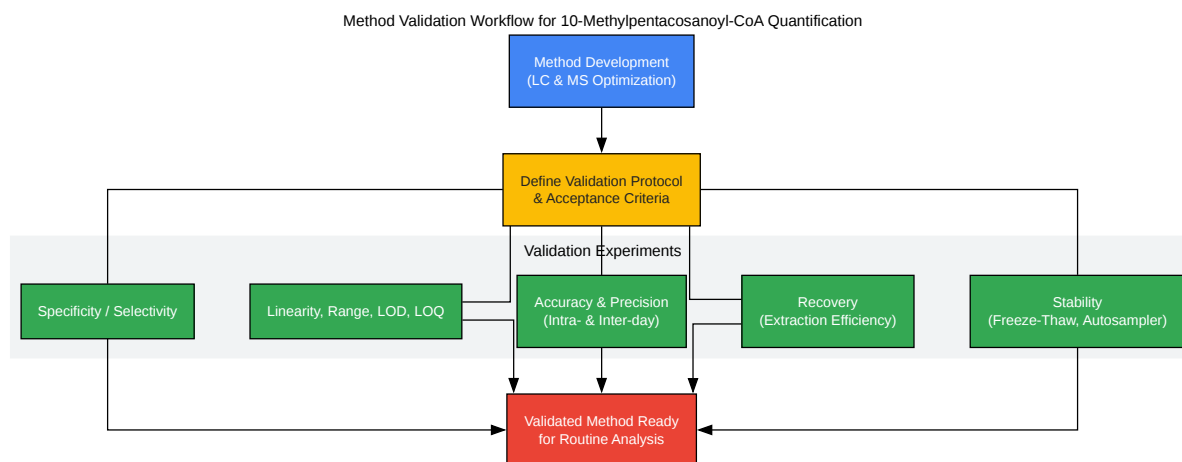 Method Validation Workflow for 10-Methylpentacosanoyl-CoA Quantification
Method Development
(LC & MS Optimization)
Define Validation Protocol
& Acceptance Criteria
Validation Experiments
Specificity / Selectivity
Linearity, Range, LOD, LOQ
Accuracy & Precision
(Intra- & Inter-day)
Recovery
(Extraction Efficiency)
Stability
(Freeze-Thaw, Autosampler)
Validated Method Ready
for Routine Analysis